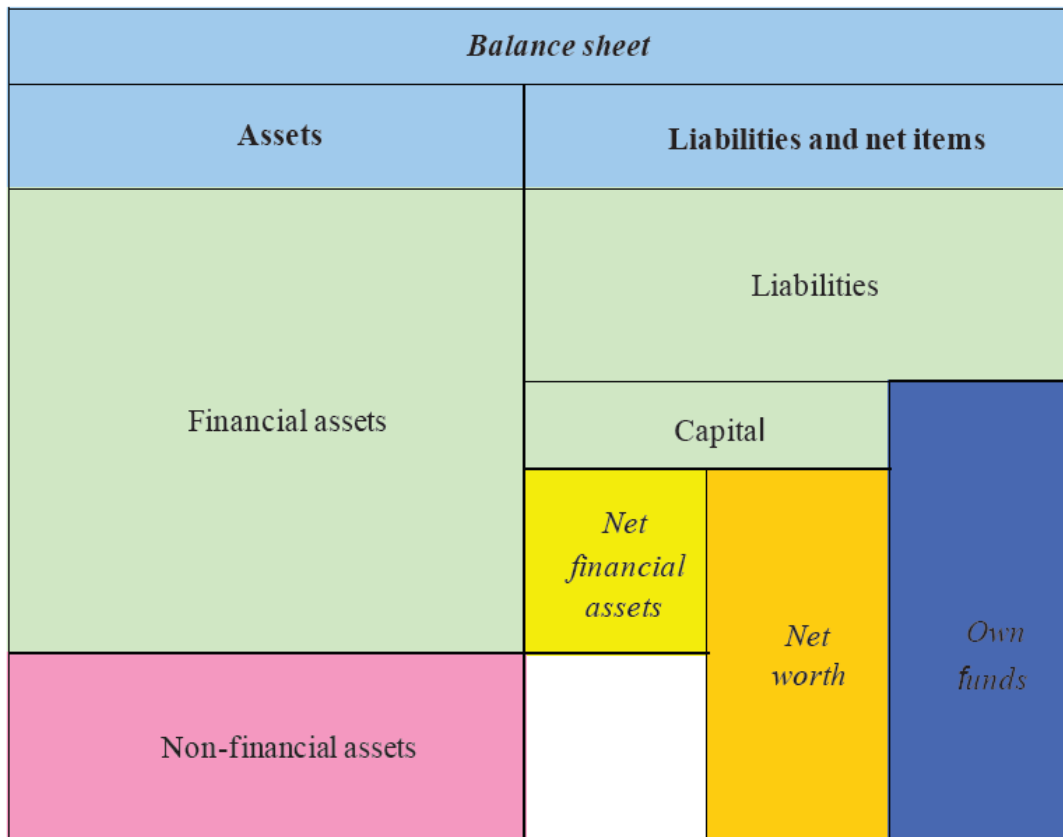 Balance sheet
Assets
Liabilities and net items
Liabilities
Financial assets
Capital
Net
financial
assets
Net
worth
Own
funds
Non-financial assets